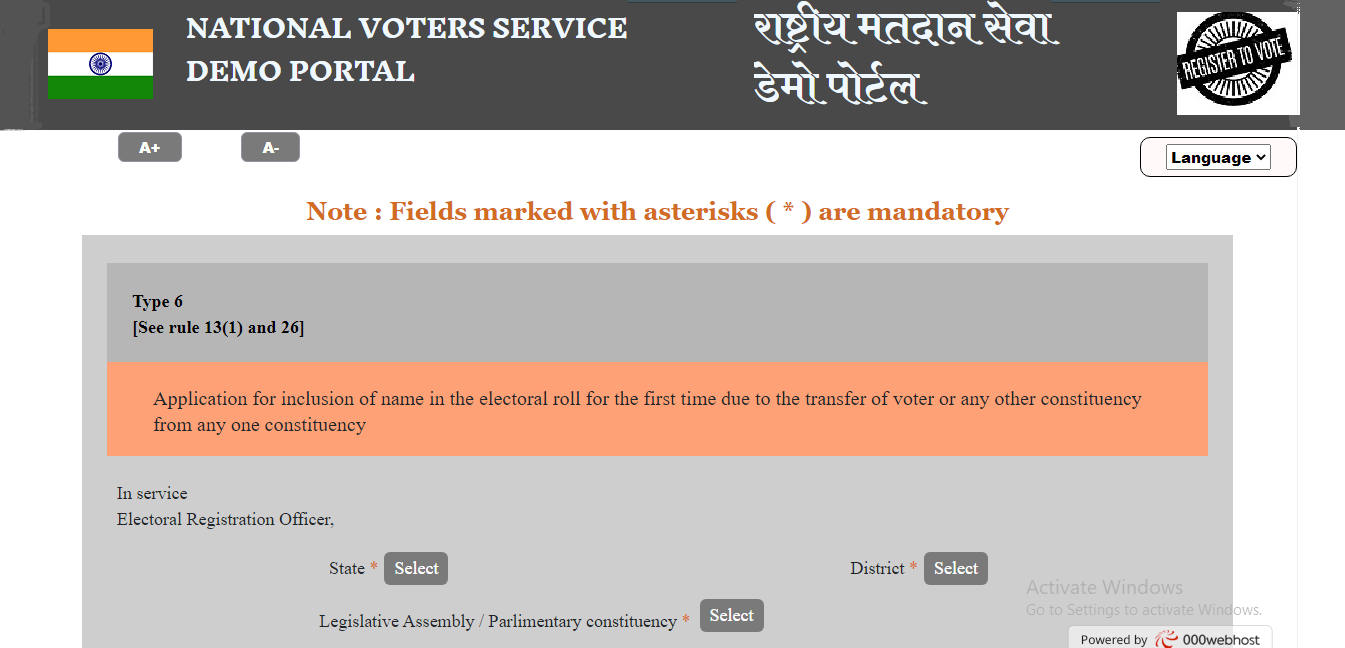 NATIONAL VOTERS SERVICE
DEMO PORTAL
राष्ट्रीय मतदान सेवा
डेमो पोर्टल
REGISTER TO VOTE
A+
A-
Language
Note : Fields marked with asterisks ( * ) are mandatory
Type 6
[See rule 13(1) and 26]
Application for inclusion of name in the electoral roll for the first time due to the transfer of voter or any other constituency
from any one constituency
In service
Electoral Registration Officer,
State * Select
District * Select
Legislative Assembly / Parlimentary constituency * Select
Activate Windows
Go to Settings to activate Windows.
Powered by 000webhost